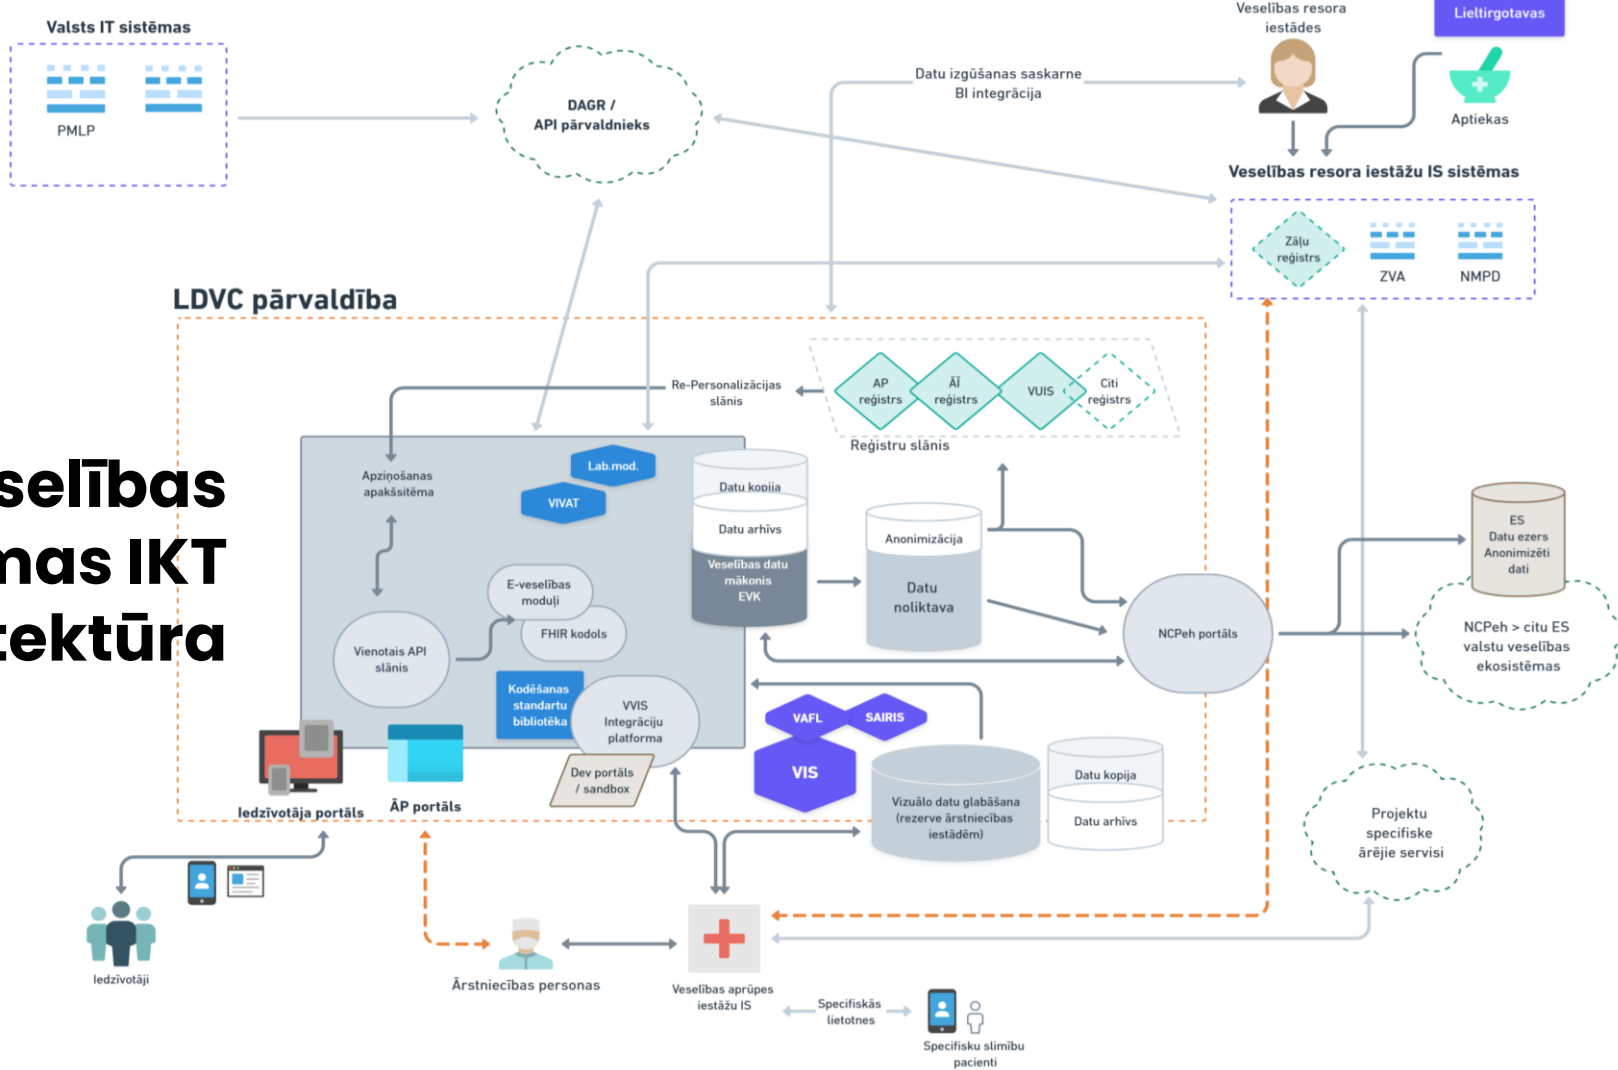 Valsts IT sistēmas
PMLP
DAGR /
API pārvaldnieks
Datu izgūšanas saskarne
BI integrācija
Veselības resora
iestādes
Lieltirgotavas
Aptiekas
Veselības resora iestāžu IS sistēmas
Zāļu
reģistrs
ZVA
NMPD
LDVC pārvaldība
Re-Personalizācijas
slānis
AP
reģistrs
ĀĪ
reģistrs
VUIS
Citi
reģistrs
Reģistru slānis
selības
mas IKT
tektūra
Apziņošanas
apakšsitēma
Lab.mod.
VIVAT
Datu kopija
Datu arhīvs
Veselības datu
mākonis
EVK
Anonimizācija
Datu
noliktava
E-veselības
moduļi
FHIR kodols
Vienotais API
slānis
Kodēšanas
standartu
bibliotēka
VVIS
Integrāciju
platforma
Dev portāls
/ sandbox
NCPeh portāls
ES
Datu ezers
Anonimizēti
dati
NCPeh > citu ES
valstu veselības
ekosistēmas
VAFL
SAIRIS
VIS
Vizuālo datu glabāšana
(rezerve ārstniecības
iestādēm)
Datu kopija
Datu arhīvs
Iedzīvotāja portāls
ĀP portāls
Projektu
specifiske
ārējie servisi
Iedzīvotāji
Ārstniecības personas
Veselības aprūpes
iestāžu IS
Specifiskās
lietotnes
Specifisku slimību
pacienti